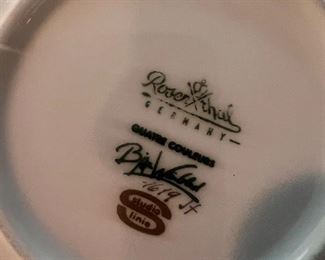 Rosenthal
GERMANY
QUATRE COULEURS
studio
linie